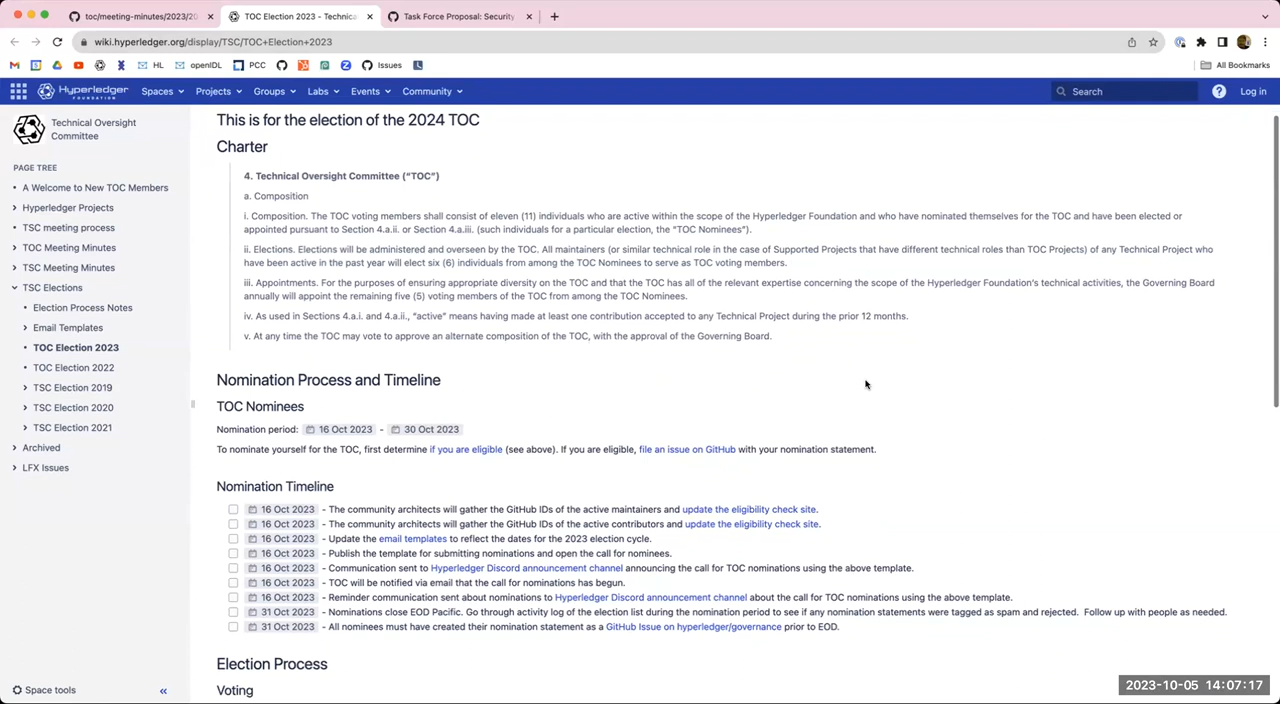 toc/meeting-minutes/2023/20
TOC Election 2023 - Technica
Task Force Proposal: Security
wiki.hyperledger.org/display/TSC/TOC+Election+2023
HL
openIDL
PCC
Issues
All Bookmarks
HYPERLEDGER FOUNDATION
Spaces
Projects
Groups
Labs
Events
Community
Search
Log in
Technical Oversight
Committee
PAGE TREE
A Welcome to New TOC Members
Hyperledger Projects
TSC meeting process
TOC Meeting Minutes
TSC Meeting Minutes
TSC Elections
Election Process Notes
Email Templates
TOC Election 2023
TOC Election 2022
TSC Election 2019
TSC Election 2020
TSC Election 2021
Archived
LFX Issues
Space tools
This is for the election of the 2024 TOC
Charter
4. Technical Oversight Committee (“TOC”)
a. Composition
i. Composition. The TOC voting members shall consist of eleven (11) individuals who are active within the scope of the Hyperledger Foundation and who have nominated themselves for the TOC and have been elected or
appointed pursuant to Section 4.a.ii. or Section 4.a.iii. (such individuals for a particular election, the “TOC Nominees”).
ii. Elections. Elections will be administered and overseen by the TOC. All maintainers (or similar technical role in the case of Supported Projects that have different technical roles than TOC Projects) of any Technical Project who
have been active in the past year will elect six (6) individuals from among the TOC Nominees to serve as TOC voting members.
iii. Appointments. For the purposes of ensuring appropriate diversity on the TOC and that the TOC has all of the relevant expertise concerning the scope of the Hyperledger Foundation's technical activities, the Governing Board
annually will appoint the remaining five (5) voting members of the TOC from among the TOC Nominees.
iv. As used in Sections 4.a.i. and 4.a.ii., “active” means having made at least one contribution accepted to any Technical Project during the prior 12 months.
v. At any time the TOC may vote to approve an alternate composition of the TOC, with the approval of the Governing Board.
Nomination Process and Timeline
TOC Nominees
Nomination period: 16 Oct 2023 - 30 Oct 2023
To nominate yourself for the TOC, first determine if you are eligible (see above). If you are eligible, file an issue on GitHub with your nomination statement.
Nomination Timeline
16 Oct 2023 - The community architects will gather the GitHub IDs of the active maintainers and update the eligibility check site.
16 Oct 2023 - The community architects will gather the GitHub IDs of the active contributors and update the eligibility check site.
16 Oct 2023 - Update the email templates to reflect the dates for the 2023 election cycle.
16 Oct 2023 - Publish the template for submitting nominations and open the call for nominees.
16 Oct 2023 - Communication sent to Hyperledger Discord announcement channel announcing the call for TOC nominations using the above template.
16 Oct 2023 - TOC will be notified via email that the call for nominations has begun.
16 Oct 2023 - Reminder communication sent about nominations to Hyperledger Discord announcement channel about the call for TOC nominations using the above template.
31 Oct 2023 - Nominations close EOD Pacific. Go through activity log of the election list during the nomination period to see if any nomination statements were tagged as spam and rejected. Follow up with people as needed.
31 Oct 2023 - All nominees must have created their nomination statement as a GitHub Issue on hyperledger/governance prior to EOD.
Election Process
Voting
2023-10-05 14:07:17